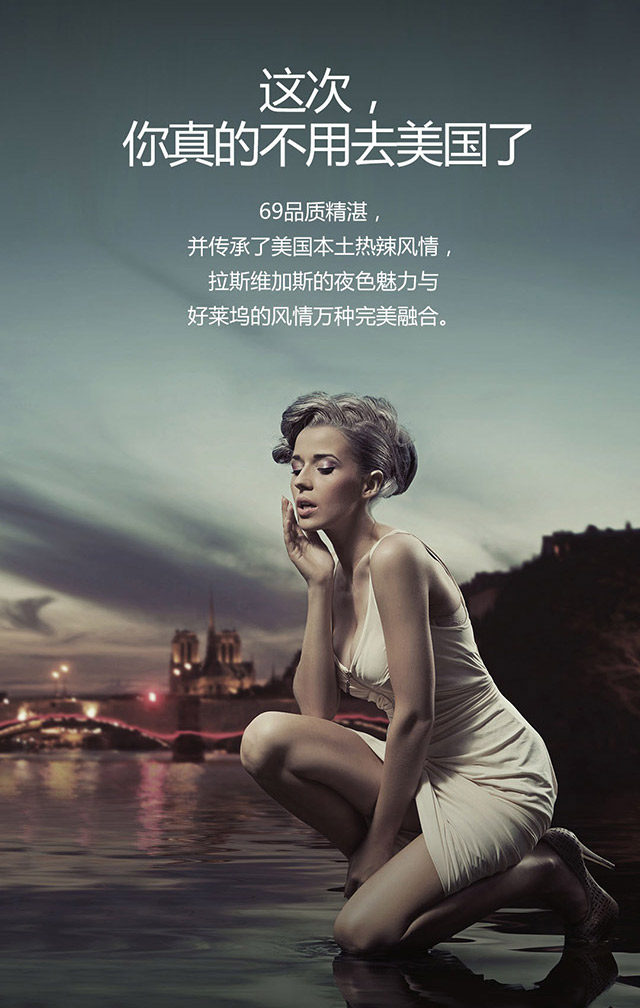 这次，
你真的不用去美国了
69品质精湛，
并传承了美国本土热辣风情，
拉斯维加斯的夜色魅力与
好莱坞的风情万种完美融合。